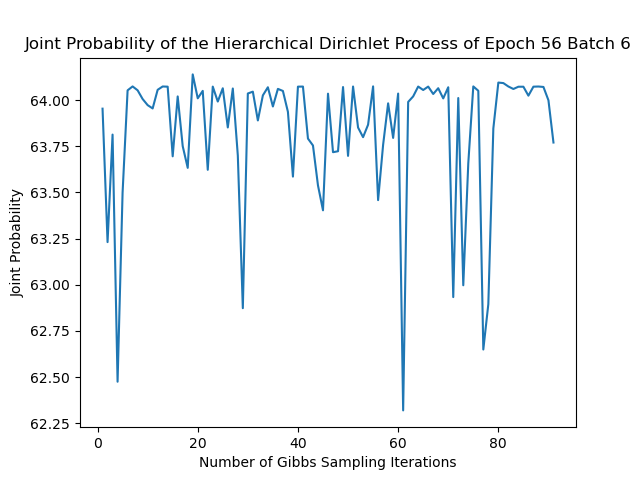 Joint Probability of the Hierarchical Dirichlet Process of Epoch 56 Batch 6
64.00
63.75
63.50
63.25
63.00
62.75
62.50
62.25
Joint Probability
0 20 40 60 80
Number of Gibbs Sampling Iterations